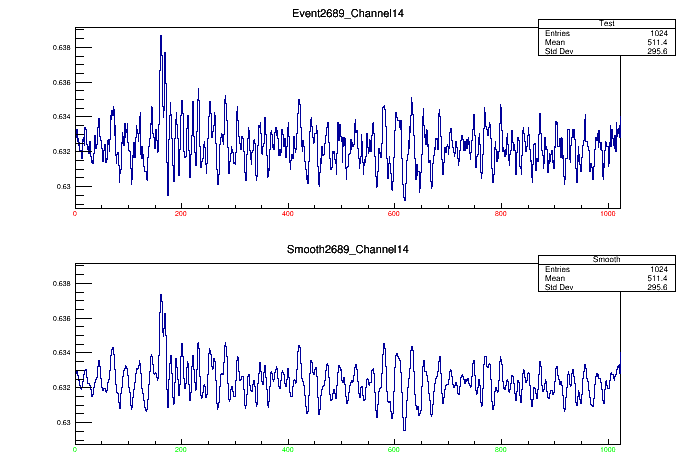 Event2689_Channel14
Test
Entries 1024
Mean 511.4
Std Dev 295.6
0.638
0.636
0.634
0.632
0.63
0 200 400 600 800 1000
Smooth2689_Channel14
Smooth
Entries 1024
Mean 511.4
Std Dev 295.6
0.638
0.636
0.634
0.632
0.63
0 200 400 600 800 1000